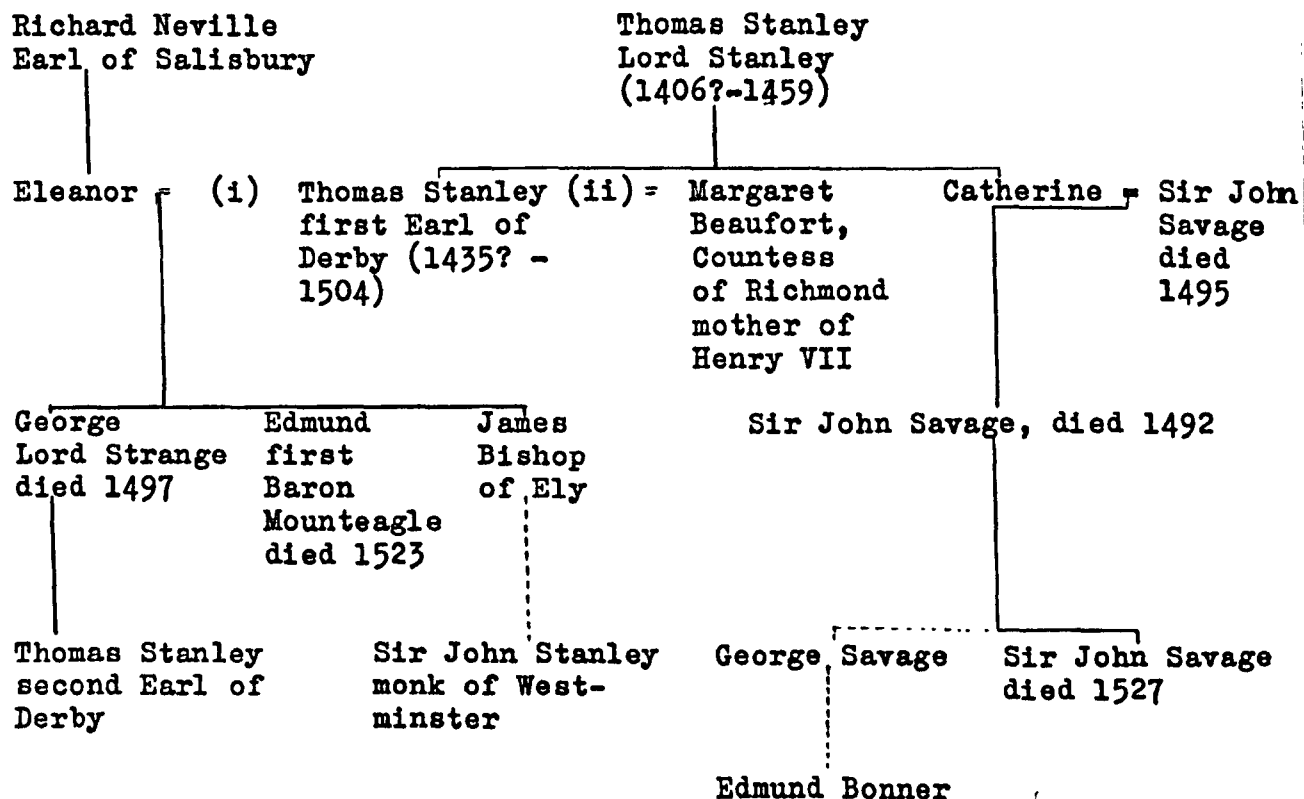 Richard Neville
Earl of Salisbury
Thomas Stanley
Lord Stanley
(1406?-1459)
Eleanor = (i) Thomas Stanley (ii) = Margaret
first Earl of
Derby (1435? -
1504)
Beaufort,
Countess
of Richmond
mother of
Henry VII
Catherine = Sir John
Savage
died
1495
George
Lord Strange
died 1497
Edmund
first
Baron
Mounteagle
died 1523
James
Bishop
of Ely
Sir John Savage, died 1492
Thomas Stanley
second Earl of
Derby
Sir John Stanley
monk of West-
minster
George Savage
Sir John Savage
died 1527
Edmund Bonner